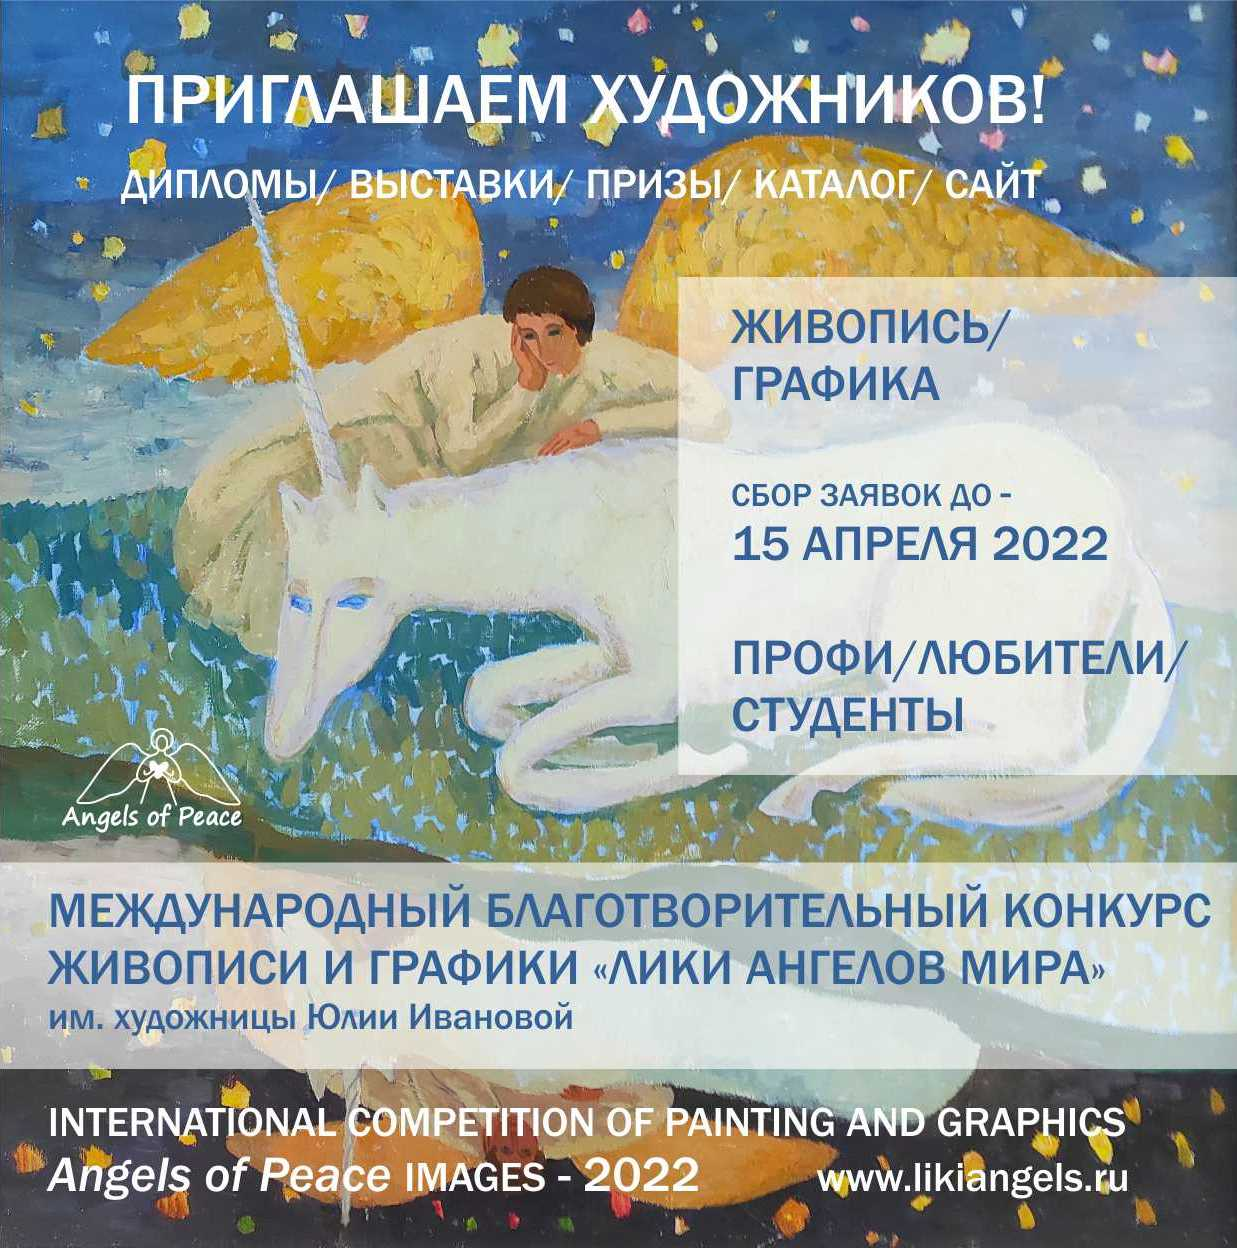 ПРИГЛАШАЕМ ХУДОЖНИКОВ!
ДИПЛОМЫ/ ВЫСТАВКИ/ ПРИЗЫ/ КАТАЛОГ/ САЙТ
ЖИВОПИСЬ/
ГРАФИКА
СБОР ЗАЯВОК ДО -
15 АПРЕЛЯ 2022
ПРОФИ/ЛЮБИТЕЛИ/
СТУДЕНТЫ
Angels of Peace
МЕЖДУНАРОДНЫЙ БЛАГОТВОРИТЕЛЬНЫЙ КОНКУРС
ЖИВОПИСИ И ГРАФИКИ «ЛИКИ АНГЕЛОВ МИРА»
им. художницы Юлии Ивановой
INTERNATIONAL COMPETITION OF PAINTING AND GRAPHICS
Angels of Peace IMAGES - 2022 www.likiangels.ru